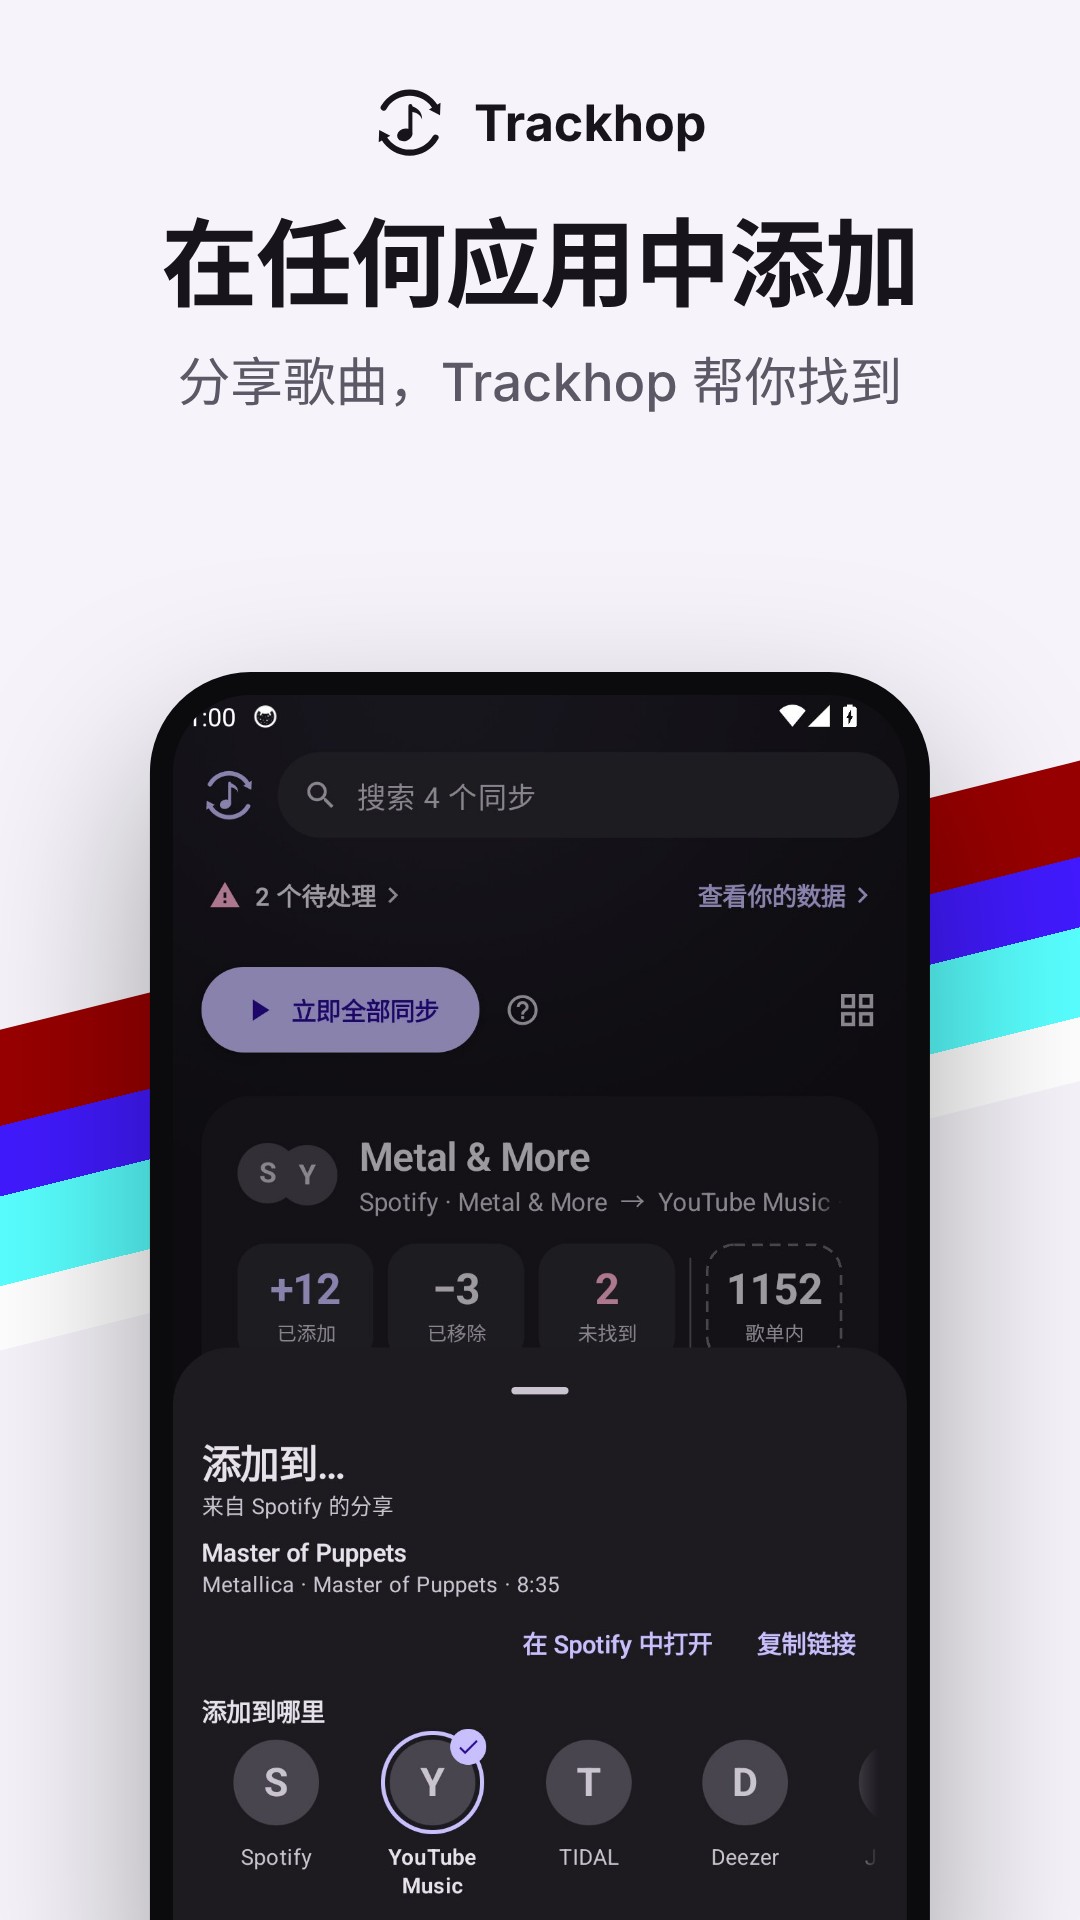 Trackhop
在任何应用中添加
分享歌曲，Trackhop 帮你找到
:00
搜索 4 个同步
2 个待处理
查看你的数据
立即全部同步
S Y
Metal & More
Spotify · Metal & More → YouTube Music
+12
已添加
−3
已移除
2
未找到
1152
歌单内
添加到...
来自 Spotify 的分享
Master of Puppets
Metallica · Master of Puppets · 8:35
在 Spotify 中打开
复制链接
添加到哪里
S
Y
T
D
Spotify
YouTube Music
TIDAL
Deezer
J